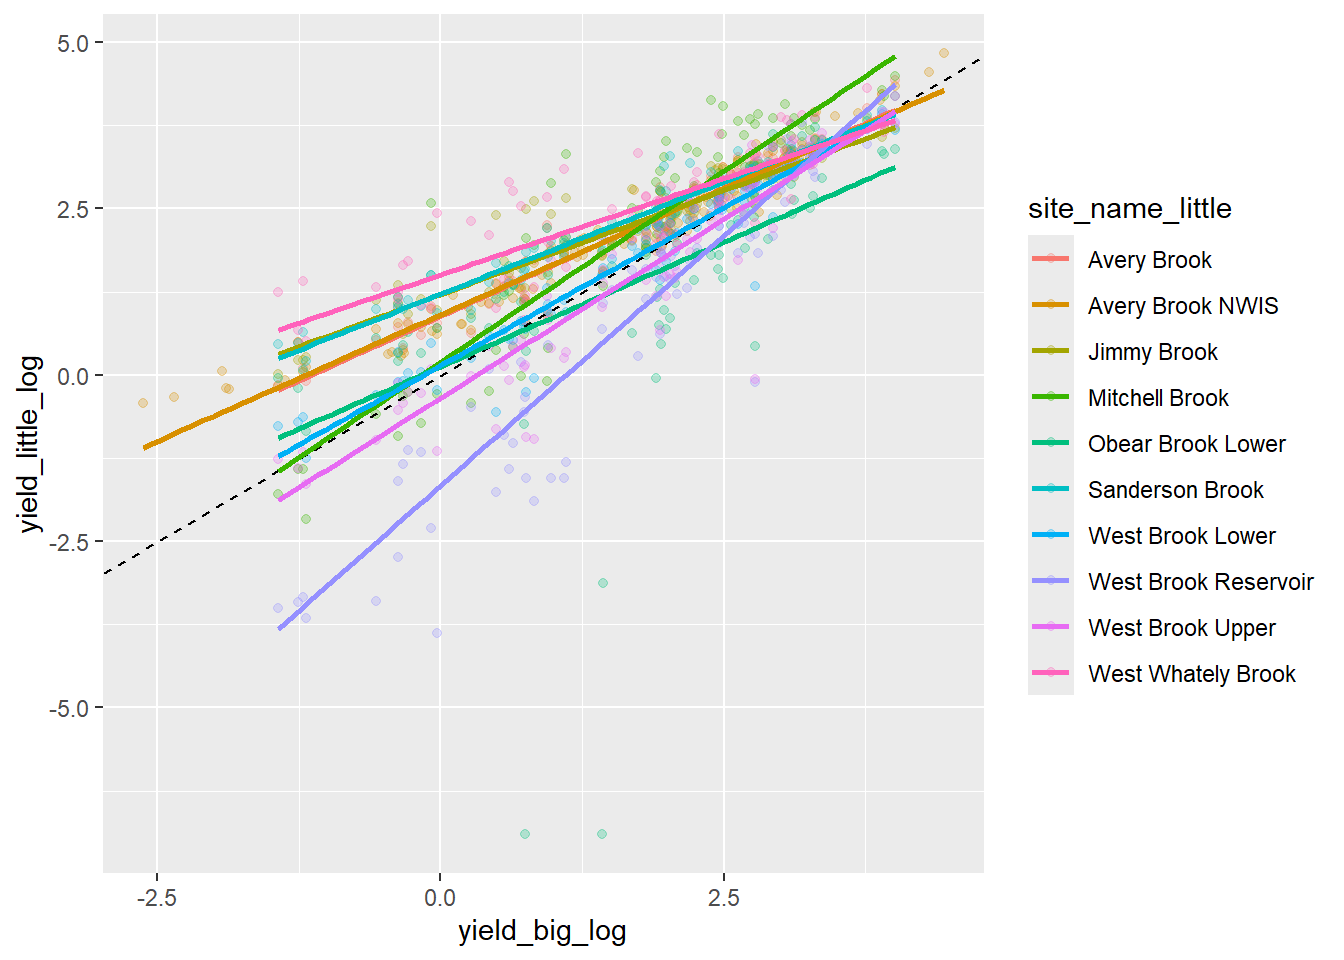 5.0
2.5
0.0
-2.5
-5.0
yield_little_log
-2.5
0.0
2.5
yield_big_log
site_name_little
Avery Brook
Avery Brook NWIS
Jimmy Brook
Mitchell Brook
Obear Brook Lower
Sanderson Brook
West Brook Lower
West Brook Reservoir
West Brook Upper
West Whately Brook